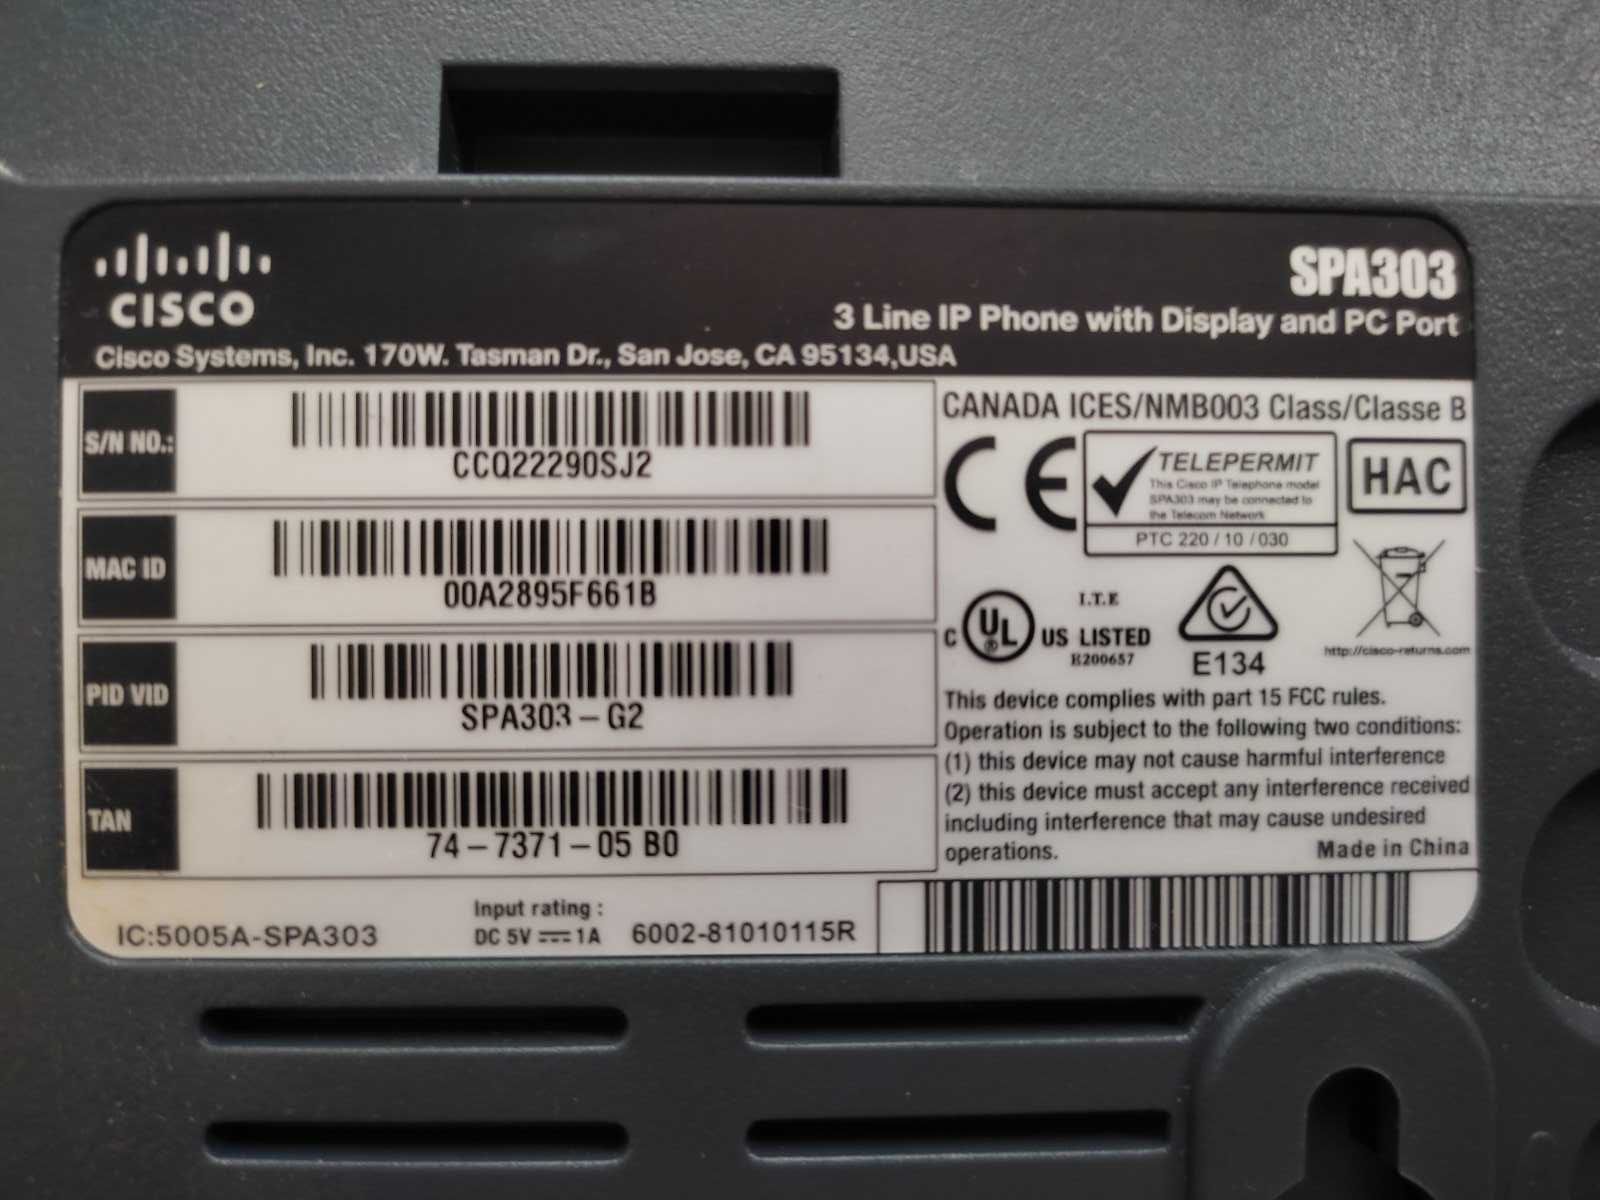 CISCO
SPA303
3 Line IP Phone with Display and PC Port
Cisco Systems, Inc. 170W. Tasman Dr., San Jose, CA 95134,USA
S/N NO.:
CCQ22290SJ2
MAC ID
00A2895F661B
PID VID
SPA303-G2
TAN
74-7371-05 B0
IC:5005A-SPA303
Input rating :
DC 5V ⎓ 1A
6002-81010115R
CANADA ICES/NMB003 Class/Classe B
CE
TELEPERMIT
This Cisco IP Telephone model
SPA303 may be connected to
the Telecom Network
PTC 220 / 10 / 030
HAC
C UL ® US LISTED
I.T.E
E200657
E134
http://cisco-returns.com
This device complies with part 15 FCC rules.
Operation is subject to the following two conditions:
(1) this device may not cause harmful interference
(2) this device must accept any interference received
including interference that may cause undesired
operations.
Made in China